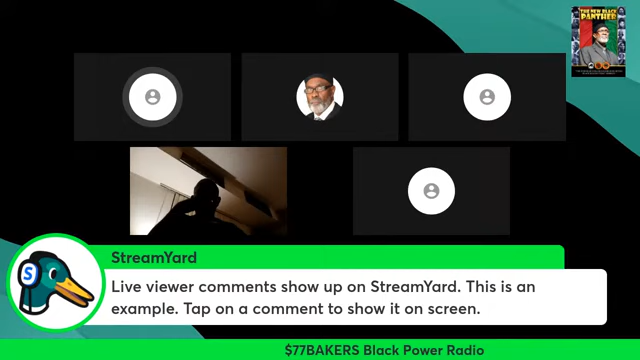 THE NEW BLACK
PANTHER
StreamYard
S
Live viewer comments show up on StreamYard. This is an
example. Tap on a comment to show it on screen.
$77BAKERS Black Power Radio